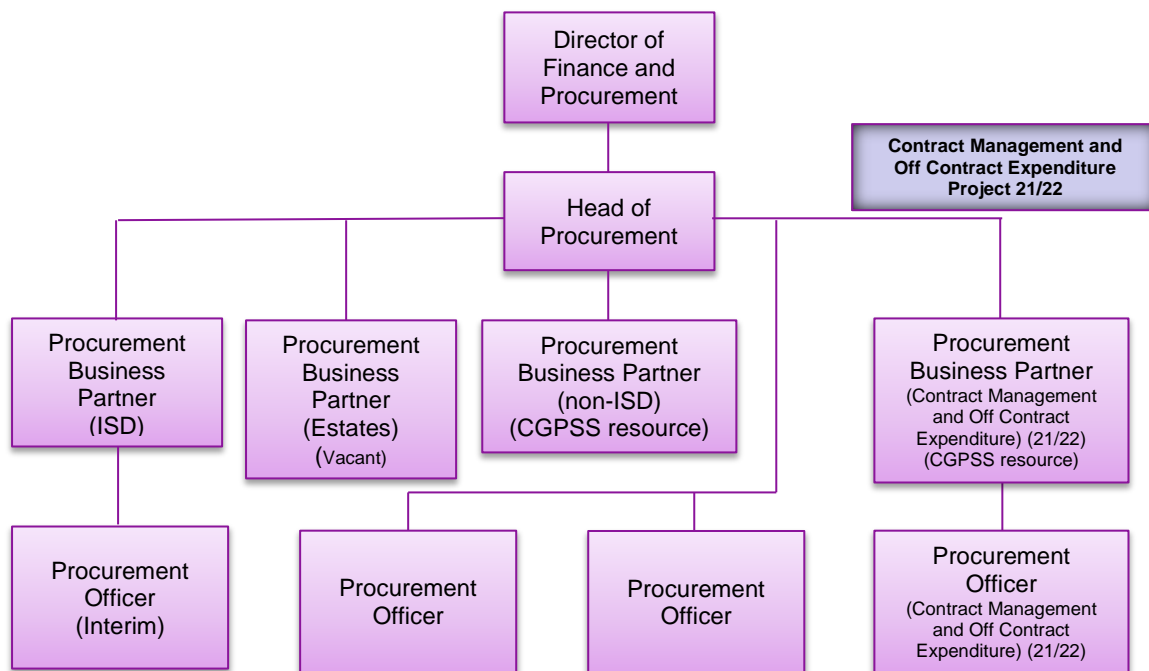 Director of
Finance and
Procurement
Contract Management and
Off Contract Expenditure
Project 21/22
Head of
Procurement
Procurement
Business
Partner
(ISD)
Procurement
Business
Partner
(Estates)
(Vacant)
Procurement
Business Partner
(non-ISD)
(CGPSS resource)
Procurement
Business Partner
(Contract Management
and Off Contract
Expenditure) (21/22)
(CGPSS resource)
Procurement
Officer
(Interim)
Procurement
Officer
Procurement
Officer
Procurement
Officer
(Contract Management
and Off Contract
Expenditure) (21/22)